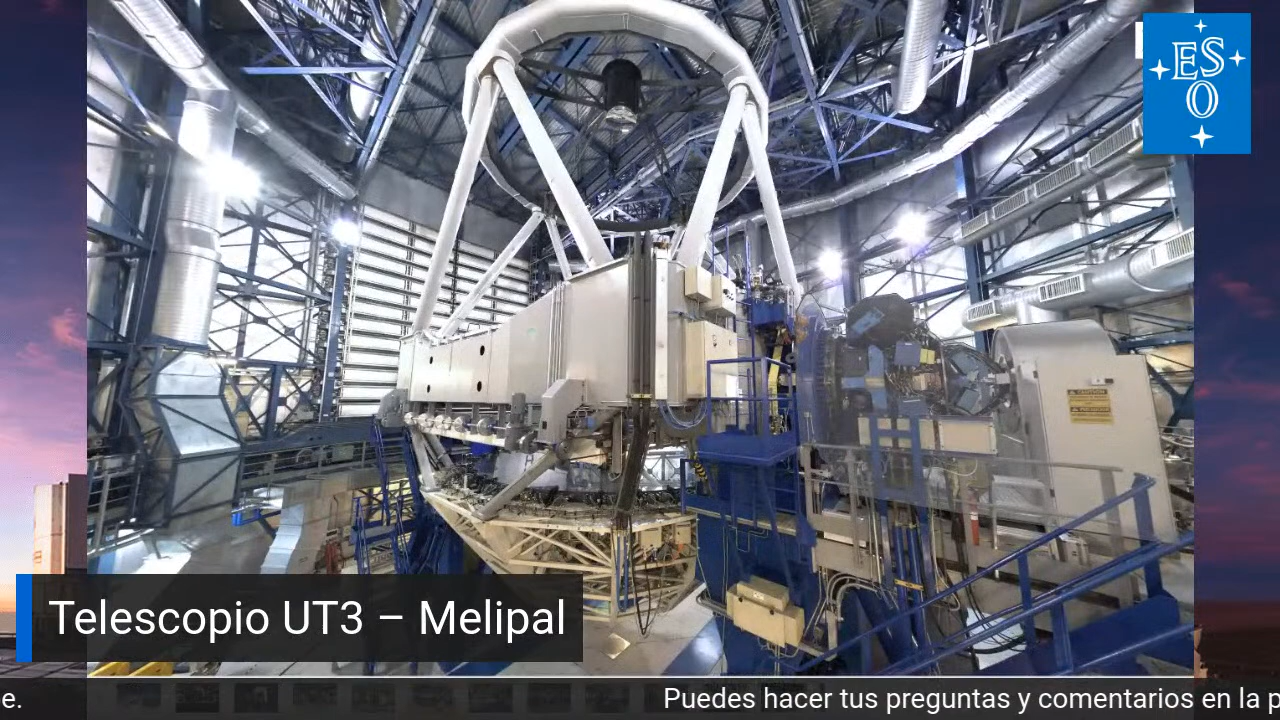 ESO
Telescopio UT3 – Melipal
e.
Puedes hacer tus preguntas y comentarios en la p